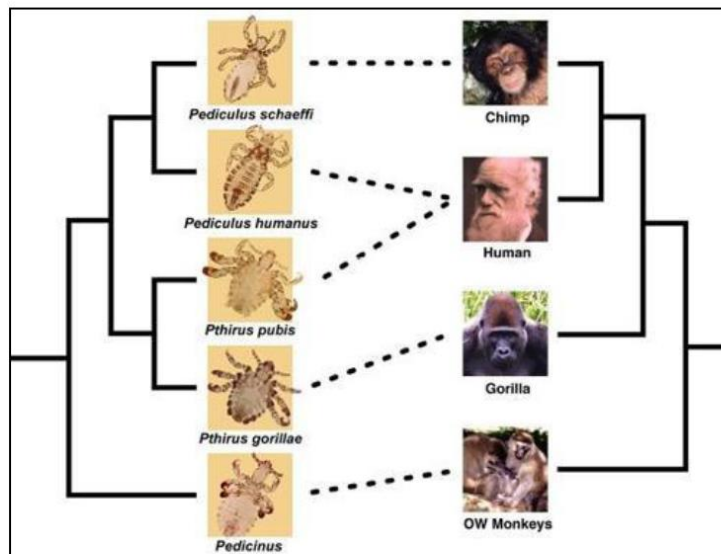 Pediculus schaeffi
Chimp
Pediculus humanus
Human
Pthirus pubis
Gorilla
Pthirus gorillae
OW Monkeys
Pedicinus